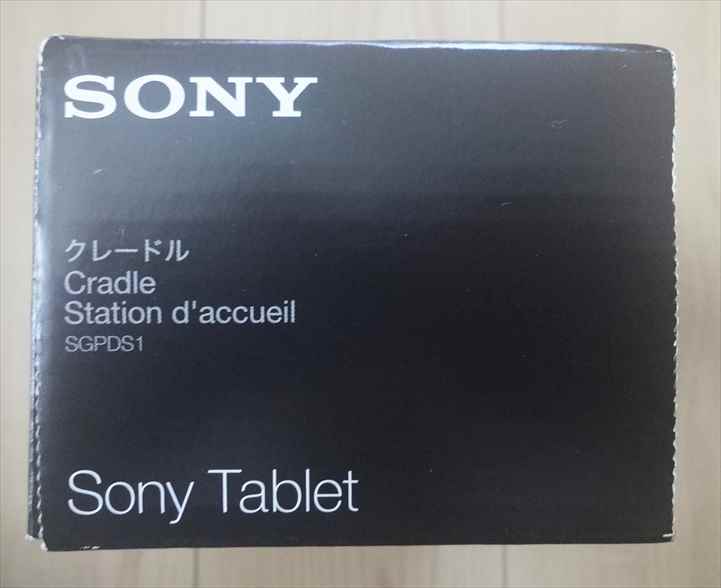 SONY
クレードル
Cradle
Station d'accueil
SGPDS1
Sony Tablet